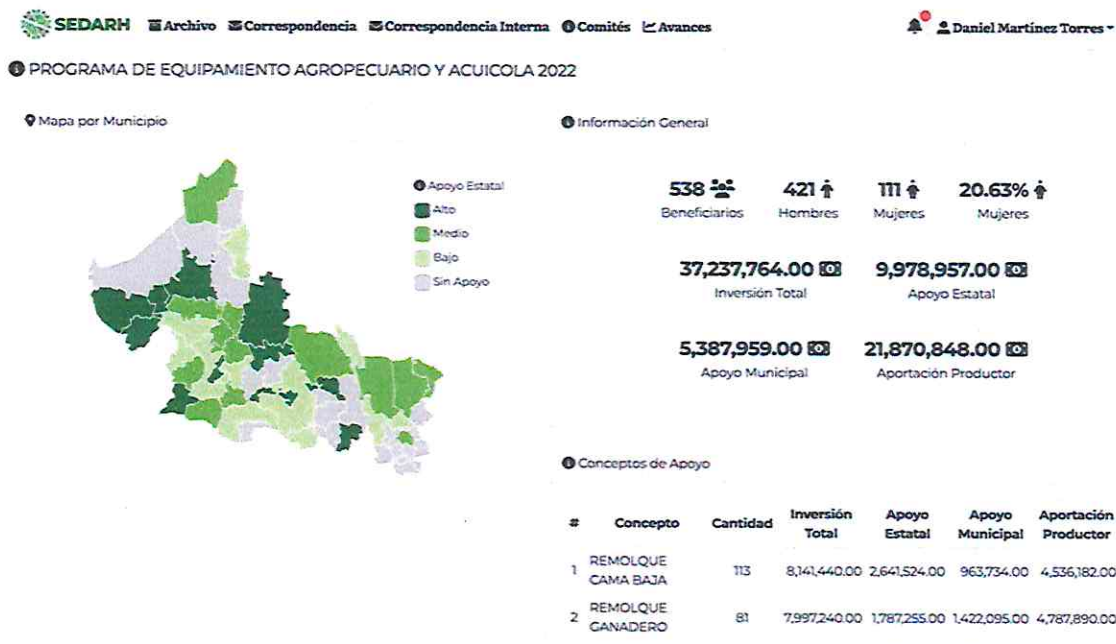 SEDARH Archivo Correspondencia Correspondencia Interna Comités Avances Daniel Martínez Torres
PROGRAMA DE EQUIPAMIENTO AGROPECUARIO Y ACUICOLA 2022
Mapa por Municipio
Apoyo Estatal
Alto
Medio
Bajo
Sin Apoyo
Información General
538 421 111 20.63%
Beneficiarios Hombres Mujeres Mujeres
37,237,764.00 9,978,957.00
Inversión Total Apoyo Estatal
5,387,959.00 21,870,848.00
Apoyo Municipal Aportación Productor
Conceptos de Apoyo
# Concepto Cantidad Inversión Total Apoyo Estatal Apoyo Municipal Aportación Productor
1 REMOLQUE CAMA BAJA 113 8,141,440.00 2,641,524.00 963,734.00 4,536,182.00
2 REMOLQUE GANADERO 81 7,997,240.00 1,787,255.00 1,422,095.00 4,787,890.00